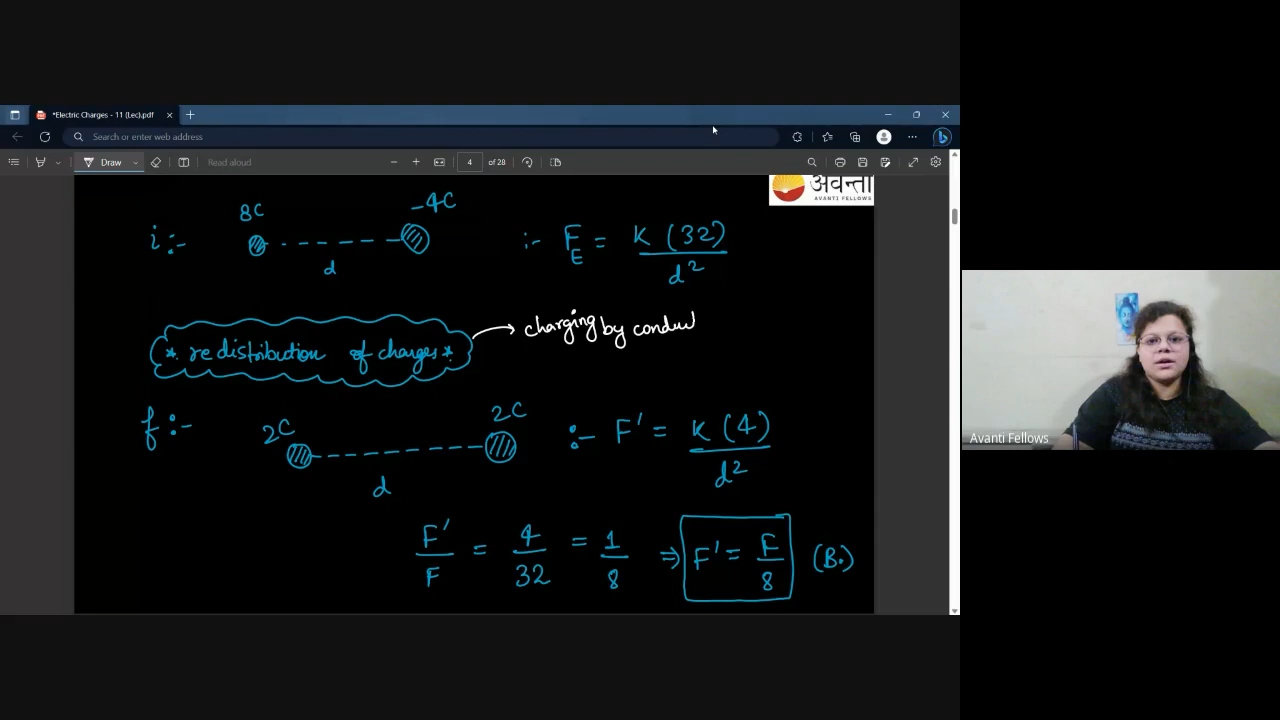 *Electric Charges - 11 (Lec).pdf
Search or enter web address
Draw
Read aloud
4 of 28
अवन्ती
AVANTI FELLOWS
8C
-4C
i:-
d
:- F_E = K (32) / d²
* re distribution of charges *
charging by conduc
f:-
2C
2C
d
:- F' = K (4) / d²
F' / F = 4 / 32 = 1 / 8 ⇒ F' = F / 8 (B.)
Avanti Fellows